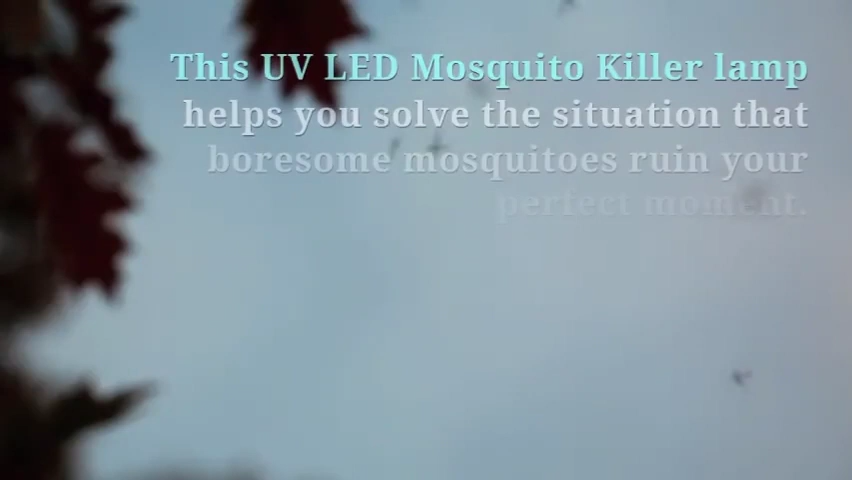 This UV LED Mosquito Killer lamp
helps you solve the situation that
boresome mosquitoes ruin your
perfect moment.